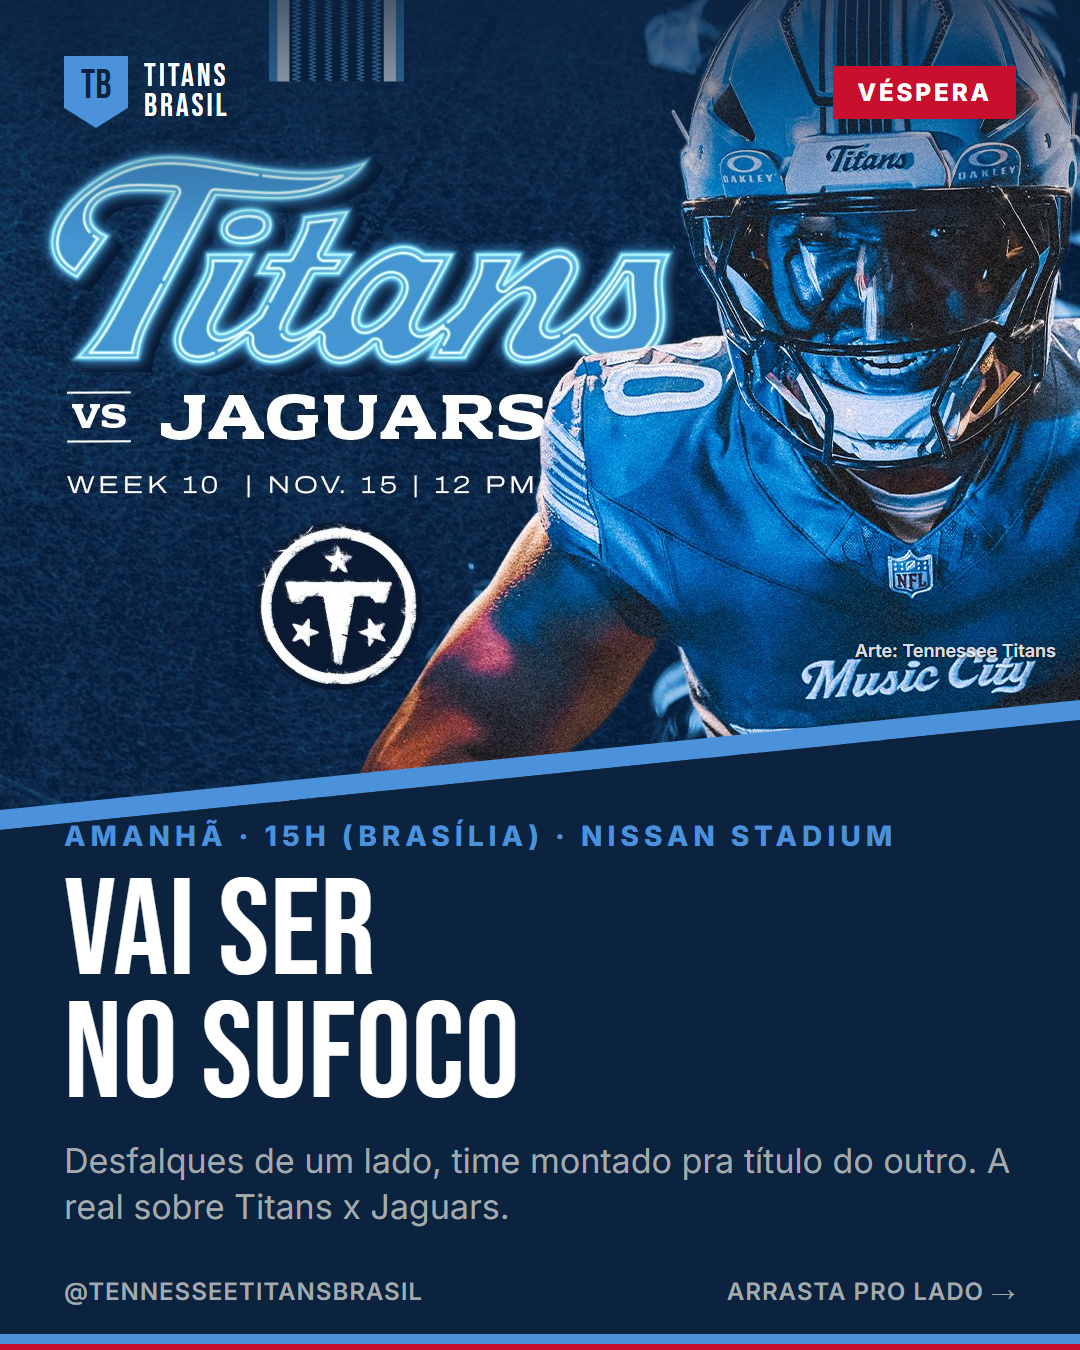 TB
TITANS
BRASIL
VÉSPERA
Titans
OAKLEY
OAKLEY
Titans
VS JAGUARS
WEEK 10 | NOV. 15 | 12 PM
T
NFL
Arte: Tennessee Titans
Music City
AMANHÃ · 15H (BRASÍLIA) · NISSAN STADIUM
VAI SER
NO SUFOCO
Desfalques de um lado, time montado pra título do outro. A
real sobre Titans x Jaguars.
@TENNESSEETITANSBRASIL
ARRASTA PRO LADO →